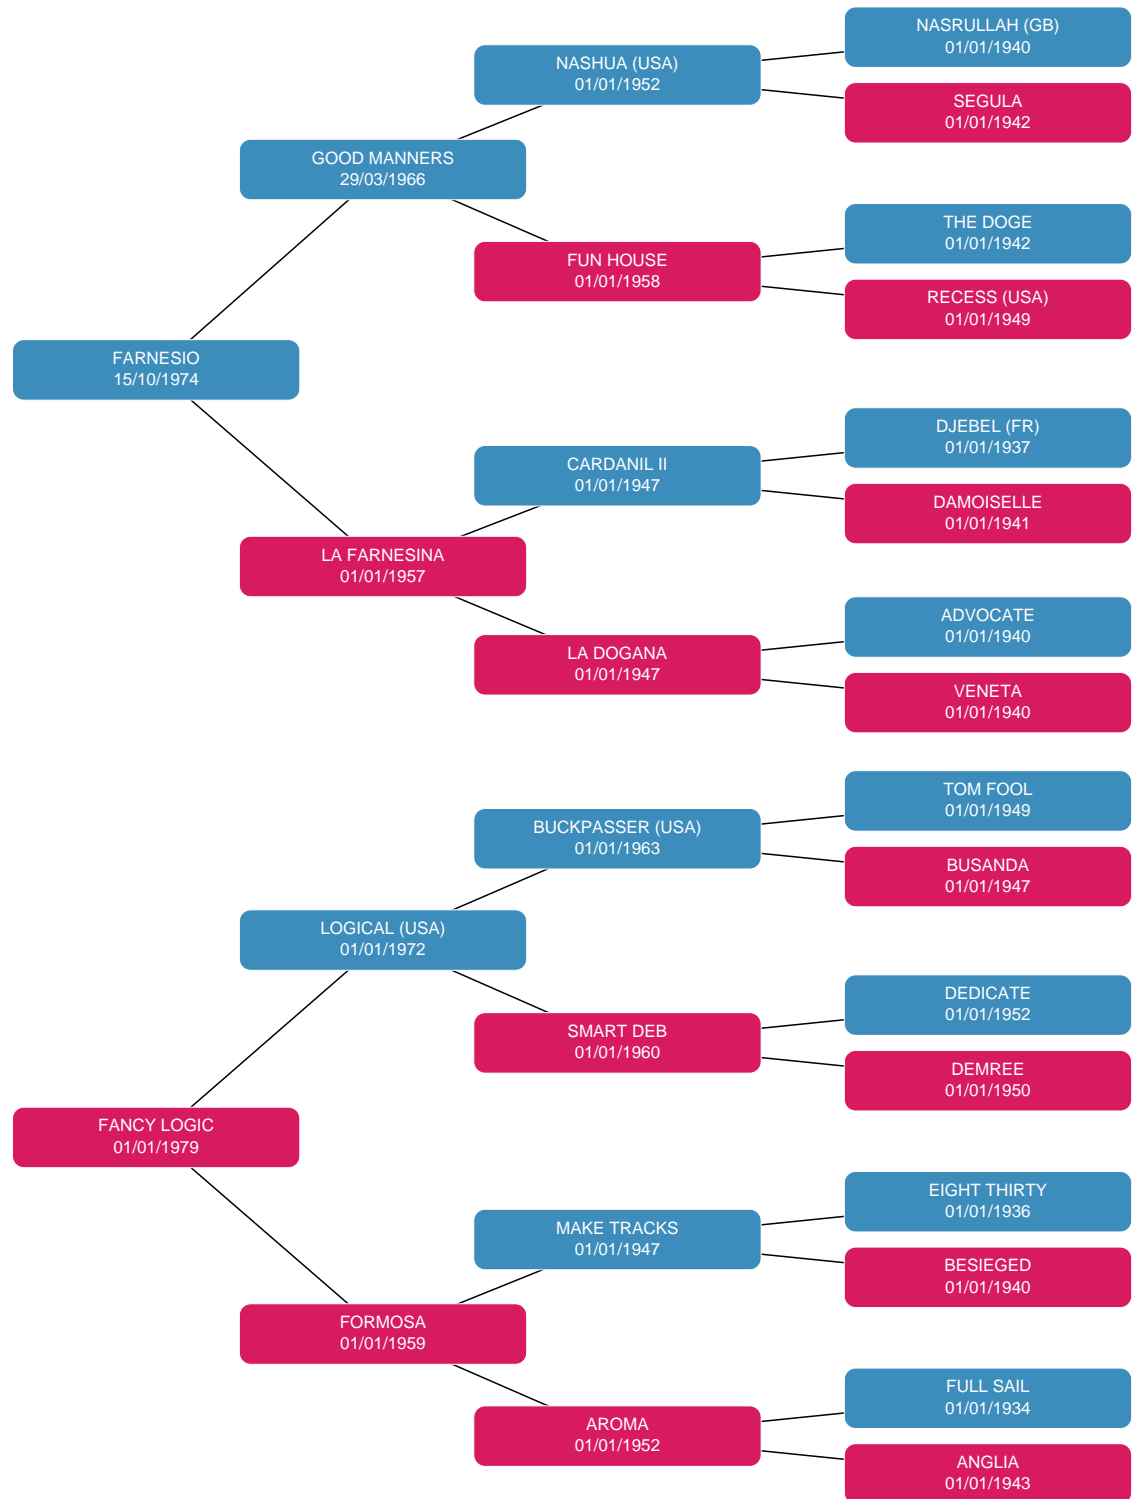 NASRULLAH (GB)
01/01/1940
NASHUA (USA)
01/01/1952
SEGULA
01/01/1942
GOOD MANNERS
29/03/1966
THE DOGE
01/01/1942
FUN HOUSE
01/01/1958
RECESS (USA)
01/01/1949
FARNESIO
15/10/1974
DJEBEL (FR)
01/01/1937
CARDANIL II
01/01/1947
DAMOISELLE
01/01/1941
LA FARNESINA
01/01/1957
ADVOCATE
01/01/1940
LA DOGANA
01/01/1947
VENETA
01/01/1940
TOM FOOL
01/01/1949
BUCKPASSER (USA)
01/01/1963
BUSANDA
01/01/1947
LOGICAL (USA)
01/01/1972
DEDICATE
01/01/1952
SMART DEB
01/01/1960
DEMREE
01/01/1950
FANCY LOGIC
01/01/1979
EIGHT THIRTY
01/01/1936
MAKE TRACKS
01/01/1947
BESIEGED
01/01/1940
FORMOSA
01/01/1959
FULL SAIL
01/01/1934
AROMA
01/01/1952
ANGLIA
01/01/1943